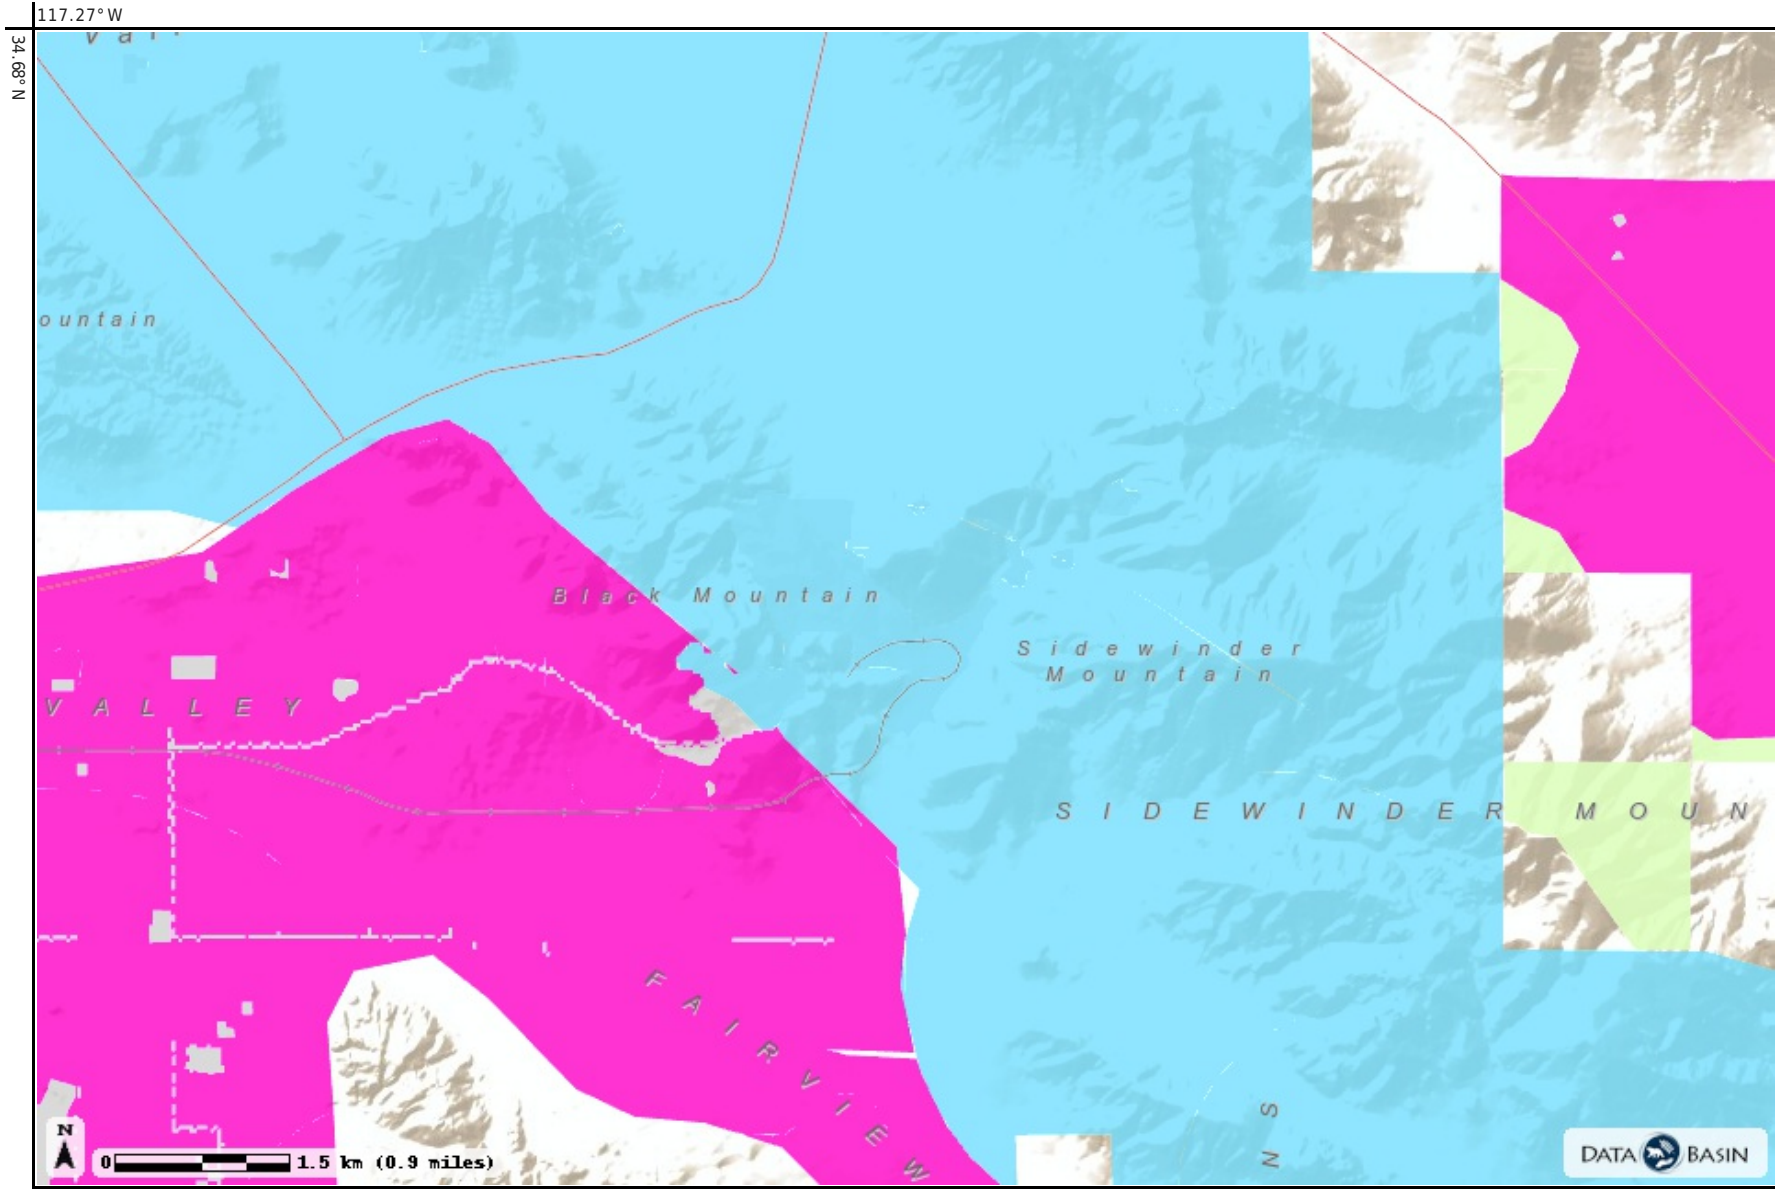 117.27° W
34.68° N
ountain
Black Mountain
Sidewinder
Mountain
VALLEY
SIDEWINDER MOUN
FAIRVIEW
S
N
N
0 1.5 km (0.9 miles)
DATA BASIN